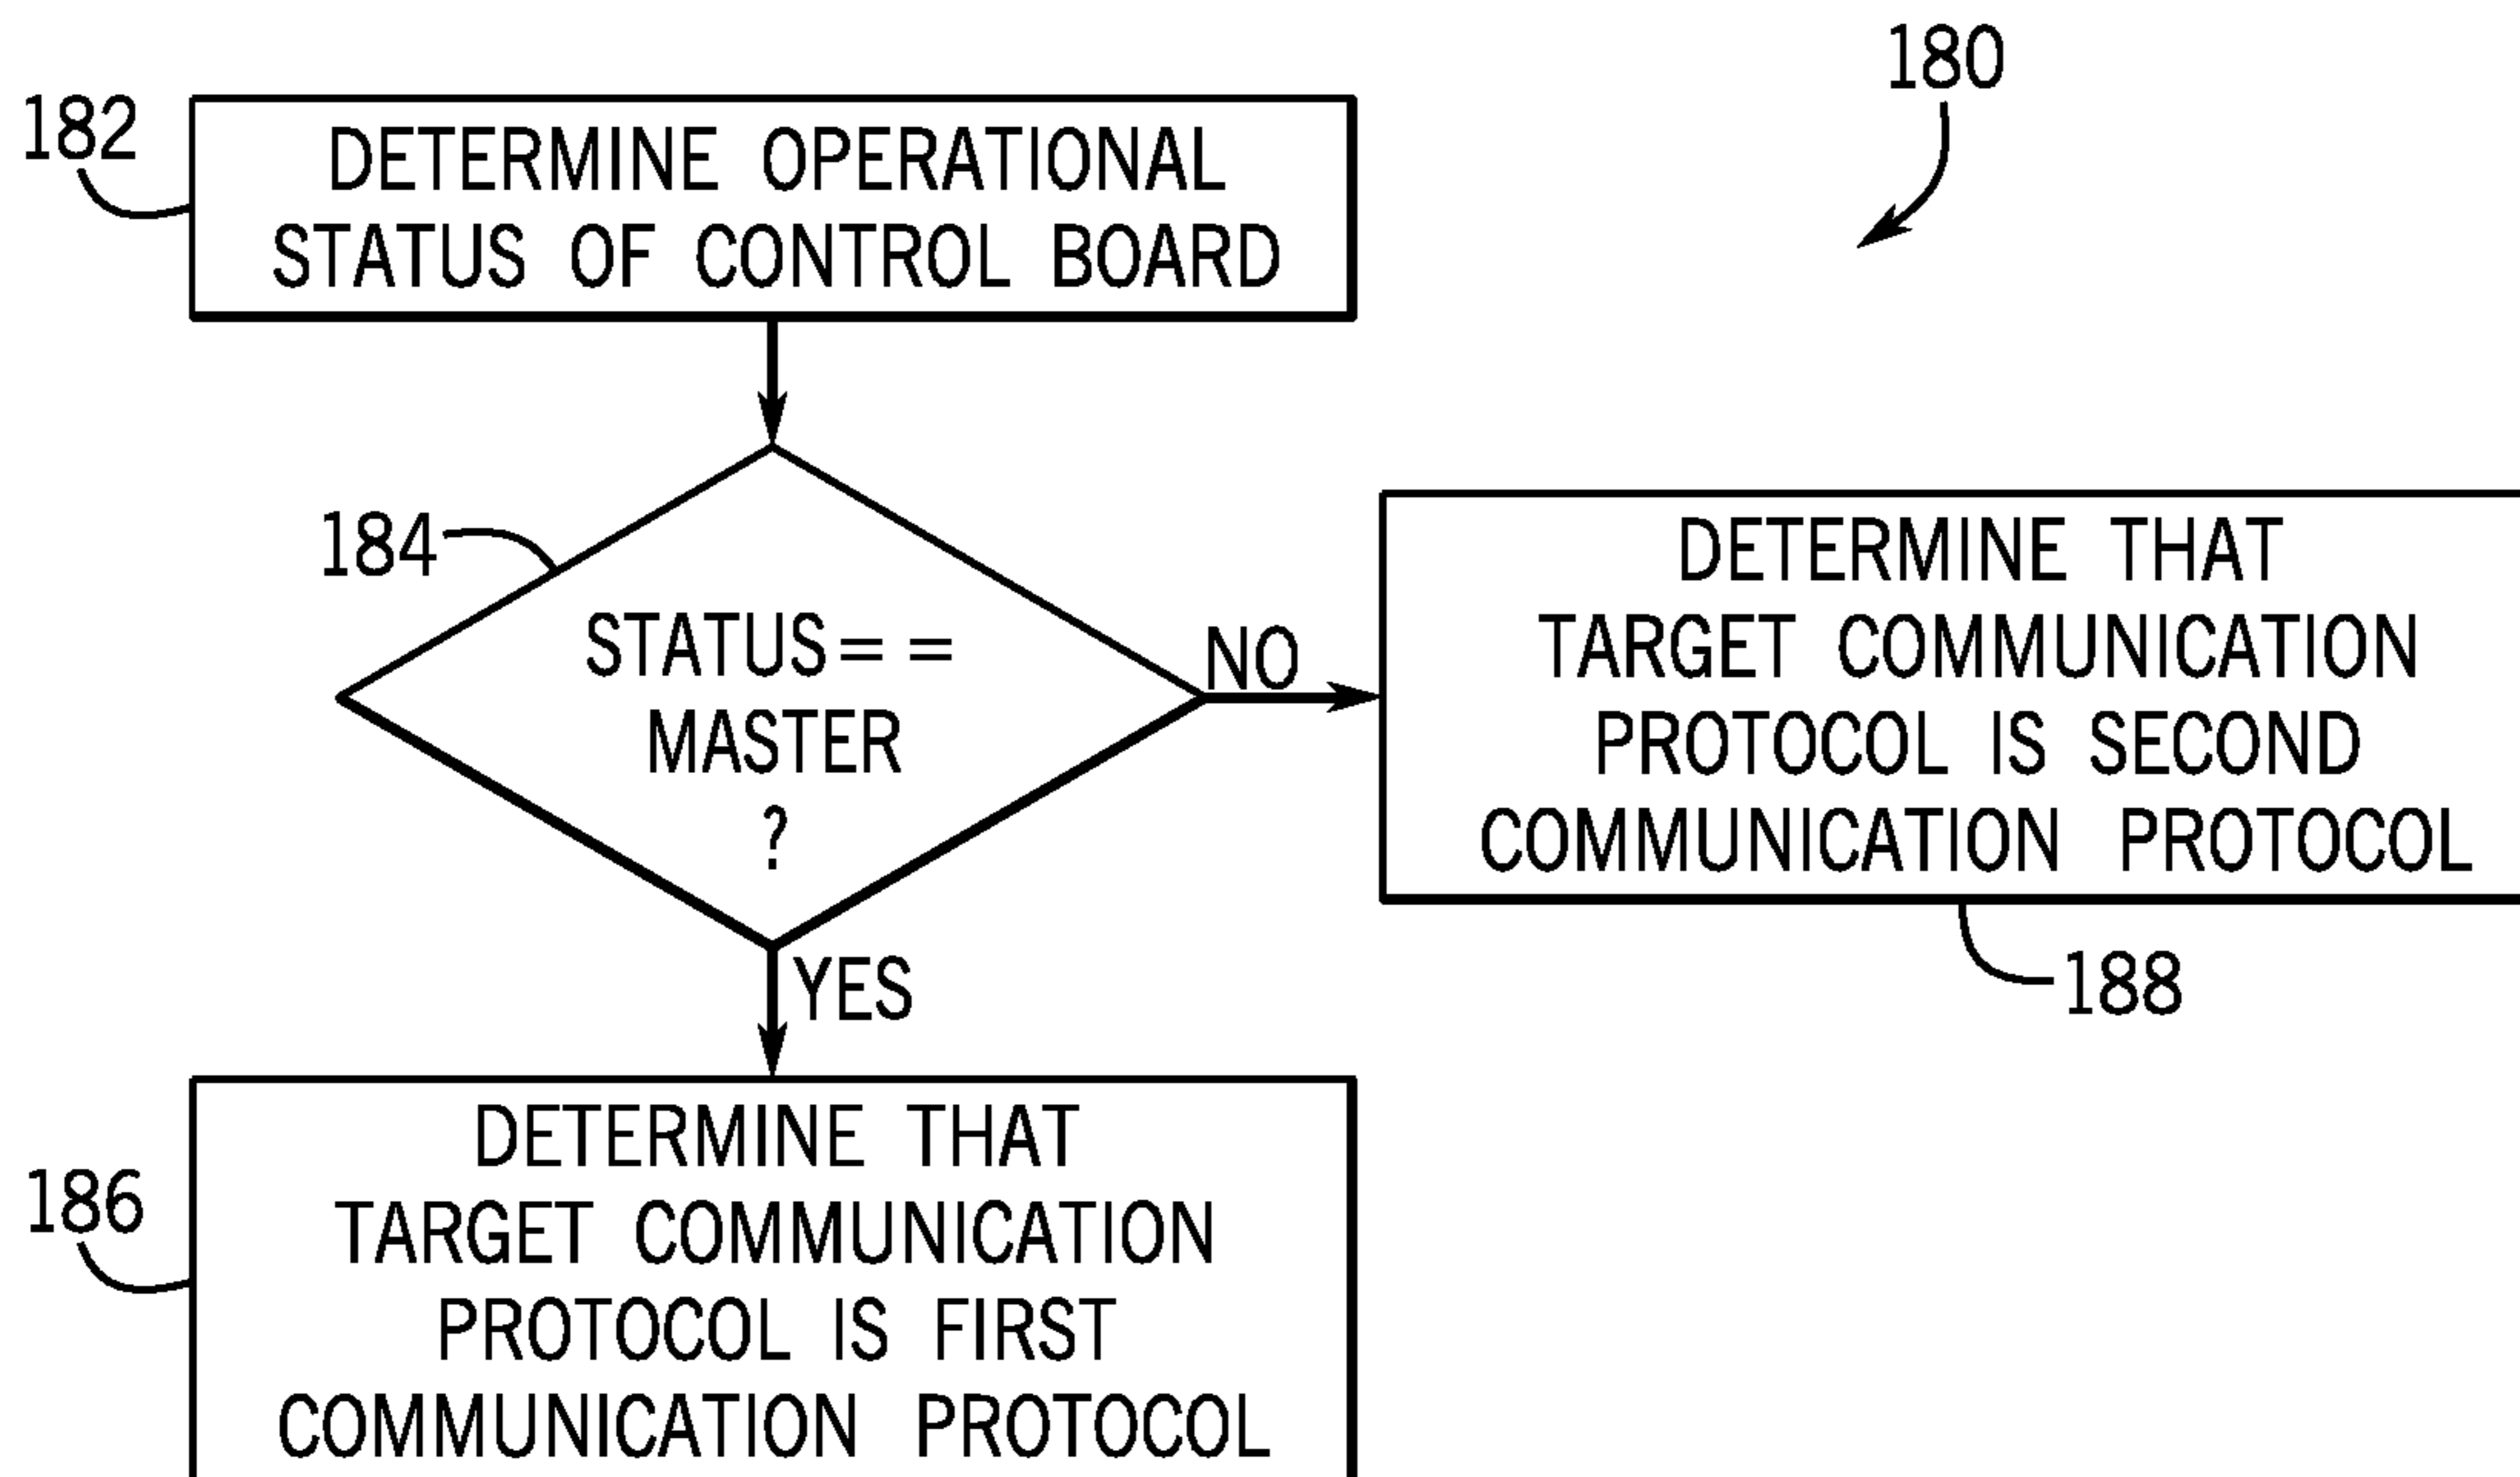 180
182
DETERMINE OPERATIONAL
STATUS OF CONTROL BOARD
184
STATUS==
MASTER
?
NO
DETERMINE THAT
TARGET COMMUNICATION
PROTOCOL IS SECOND
COMMUNICATION PROTOCOL
188
YES
186
DETERMINE THAT
TARGET COMMUNICATION
PROTOCOL IS FIRST
COMMUNICATION PROTOCOL